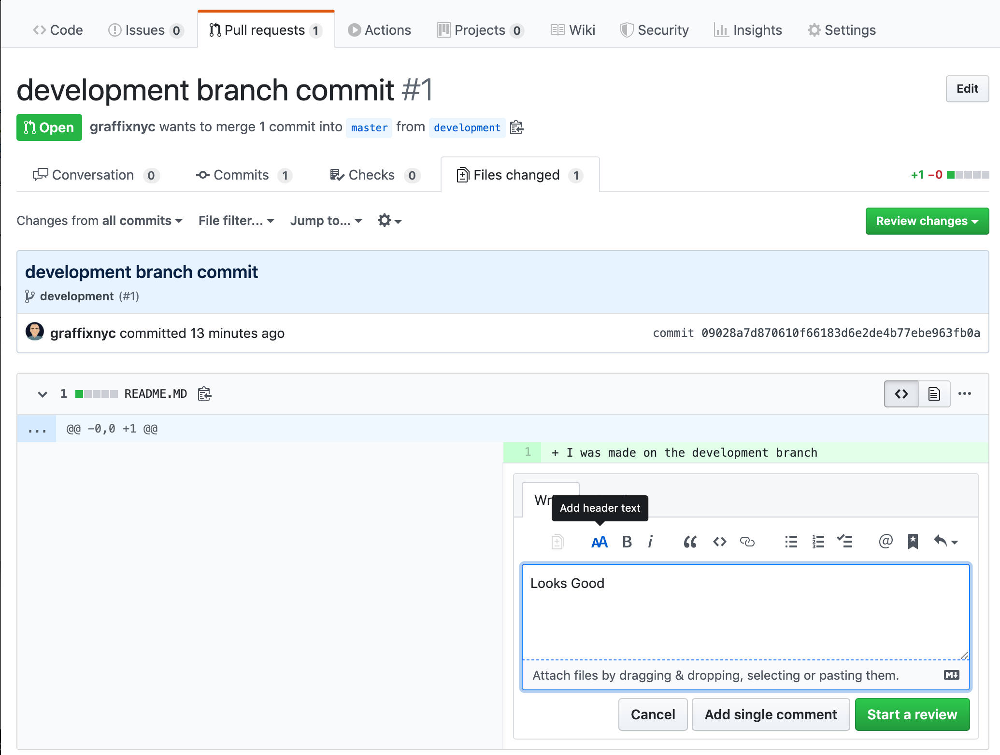 Code Issues 0 Pull requests 1 Actions Projects 0 Wiki Security Insights Settings
development branch commit #1
Edit
Open graffixnyc wants to merge 1 commit into master from development
Conversation 0 Commits 1 Checks 0 Files changed 1 +1 −0
Changes from all commits File filter... Jump to... Review changes
development branch commit
development (#1)
graffixnyc committed 13 minutes ago commit 09028a7d870610f66183d6e2de4b77ebe963fb0a
1 README.MD
... @@ -0,0 +1 @@
1 + I was made on the development branch
Add header text
AA B i
Looks Good
Attach files by dragging & dropping, selecting or pasting them.
Cancel Add single comment Start a review